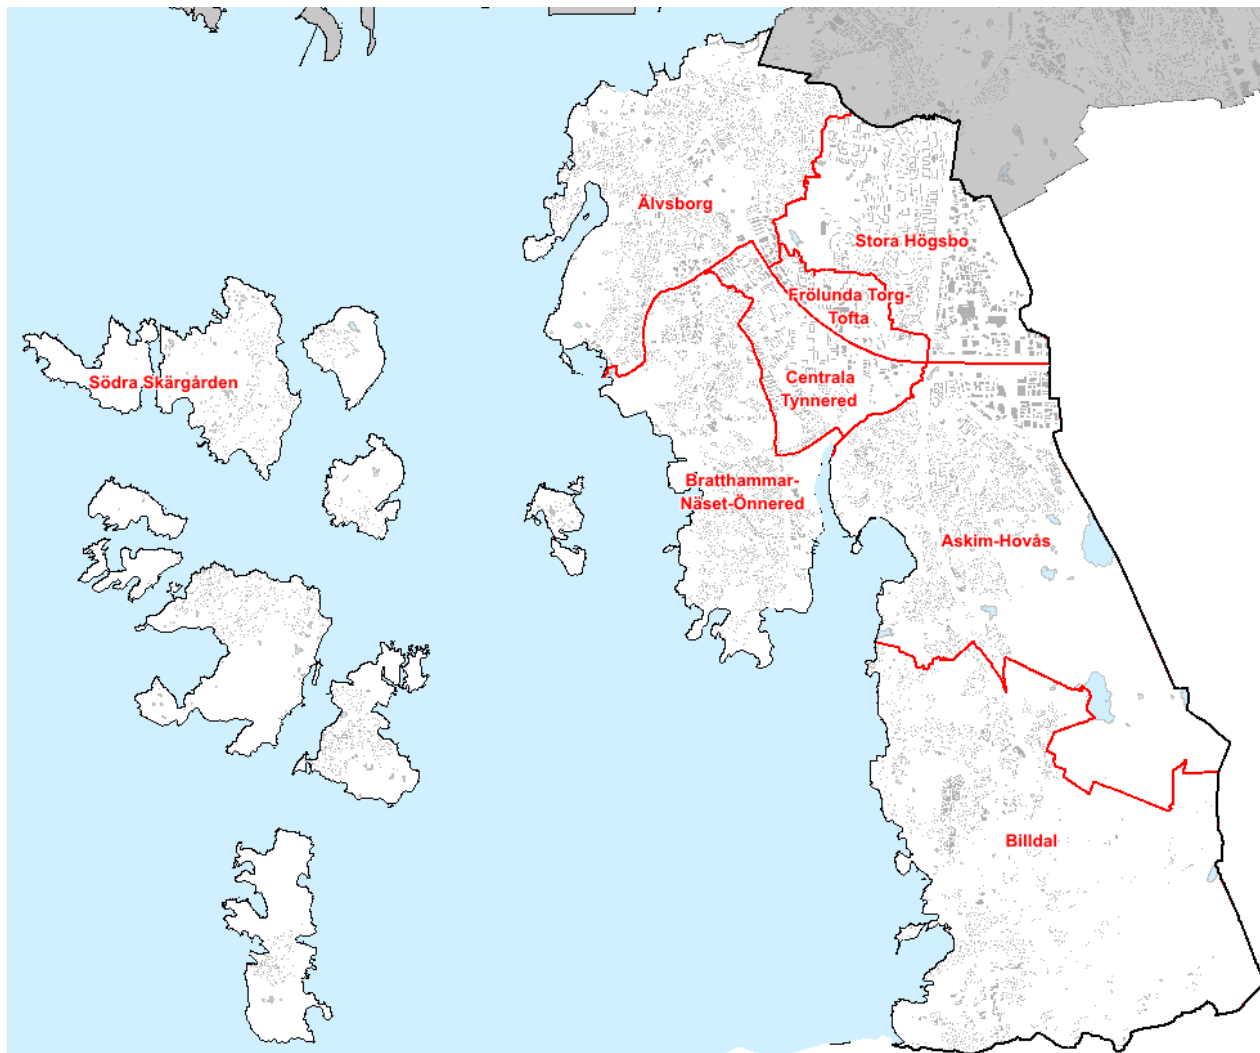 Älvsborg
Stora Högsbo
Frölunda Torg-
Tofta
Södra Skärgården
Centrala
Tynnered
Bratthammar-
Näset-Önnered
Askim-Hovås
Billdal